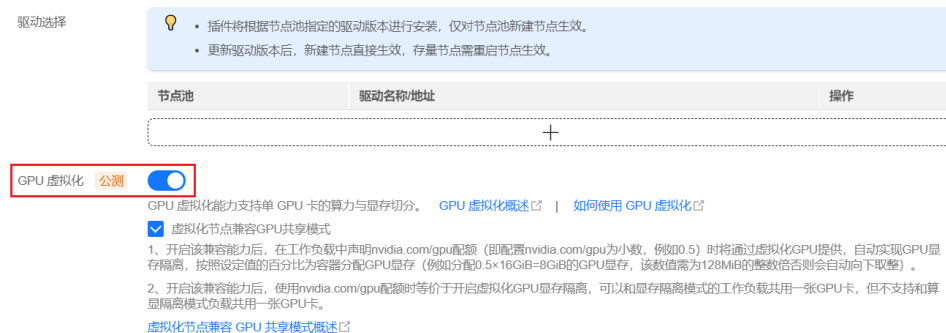 驱动选择
插件将根据节点池指定的驱动版本进行安装，仅对节点池新建节点生效。
更新驱动版本后，新建节点直接生效，存量节点需重启节点生效。
节点池 驱动名称/地址 操作
GPU 虚拟化 公测
GPU 虚拟化能力支持单 GPU 卡的算力与显存切分。 GPU 虚拟化概述 | 如何使用 GPU 虚拟化
虚拟化节点兼容GPU共享模式
1、开启该兼容能力后，在工作负载中声明nvidia.com/gpu配额（即配置nvidia.com/gpu为小数，例如0.5）时将通过虚拟化GPU提供，自动实现GPU显
存隔离，按照设定值的百分比为容器分配GPU显存（例如分配0.5×16GiB=8GiB的GPU显存，该数值需为128MiB的整数倍否则会自动向下取整）。
2、开启该兼容能力后，使用nvidia.com/gpu配额时等价于开启虚拟化GPU显存隔离，可以和显存隔离模式的工作负载共用一张GPU卡，但不支持和算
显隔离模式负载共用一张GPU卡。
虚拟化节点兼容 GPU 共享模式概述